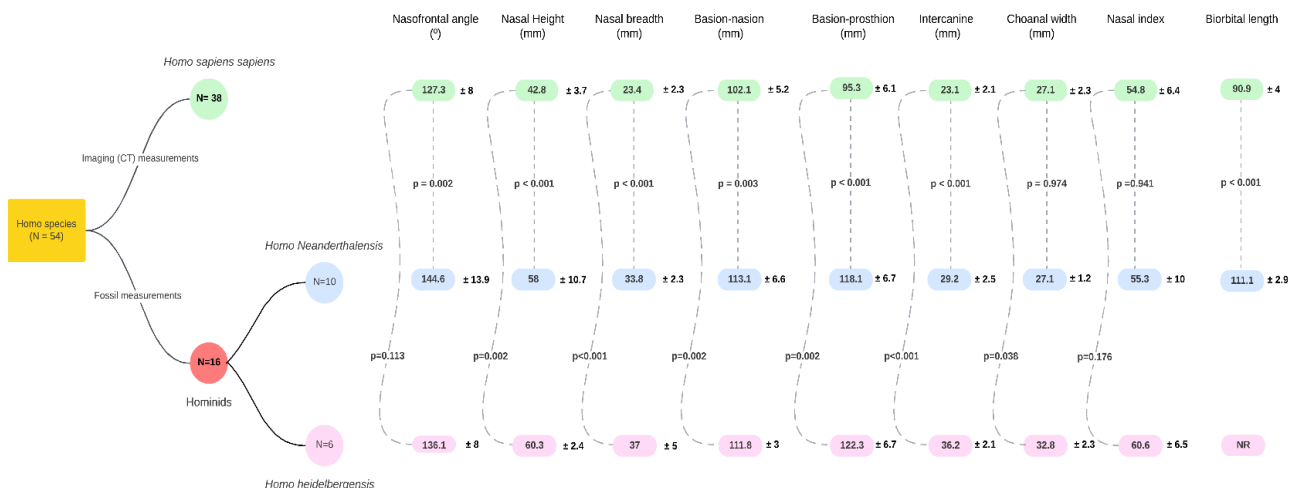 Nasofrontal angle
(º)
Nasal Height
(mm)
Nasal breadth
(mm)
Basion-nasion
(mm)
Basion-prosthion
(mm)
Intercanine
(mm)
Choanal width
(mm)
Nasal index
(mm)
Biorbital length
Homo sapiens sapiens
N= 38
127.3 ± 8
42.8 ± 3.7
23.4 ± 2.3
102.1 ± 5.2
95.3 ± 6.1
23.1 ± 2.1
27.1 ± 2.3
54.8 ± 6.4
90.9 ± 4
Imaging (CT) measurements
p = 0.002
p < 0.001
p < 0.001
p = 0.003
p < 0.001
p < 0.001
p = 0.974
p =0.941
p < 0.001
Homo species
(N = 54)
Homo Neanderthalensis
N=10
144.6 ± 13.9
58 ± 10.7
33.8 ± 2.3
113.1 ± 6.6
118.1 ± 6.7
29.2 ± 2.5
27.1 ± 1.2
55.3 ± 10
111.1 ± 2.9
Fossil measurements
N=16
Hominids
p=0.113
p=0.002
p<0.001
p=0.002
p=0.002
p<0.001
p=0.038
p=0.176
N=6
136.1 ± 8
60.3 ± 2.4
37 ± 5
111.8 ± 3
122.3 ± 6.7
36.2 ± 2.1
32.8 ± 2.3
60.6 ± 6.5
NR
Homo heidelbergensis